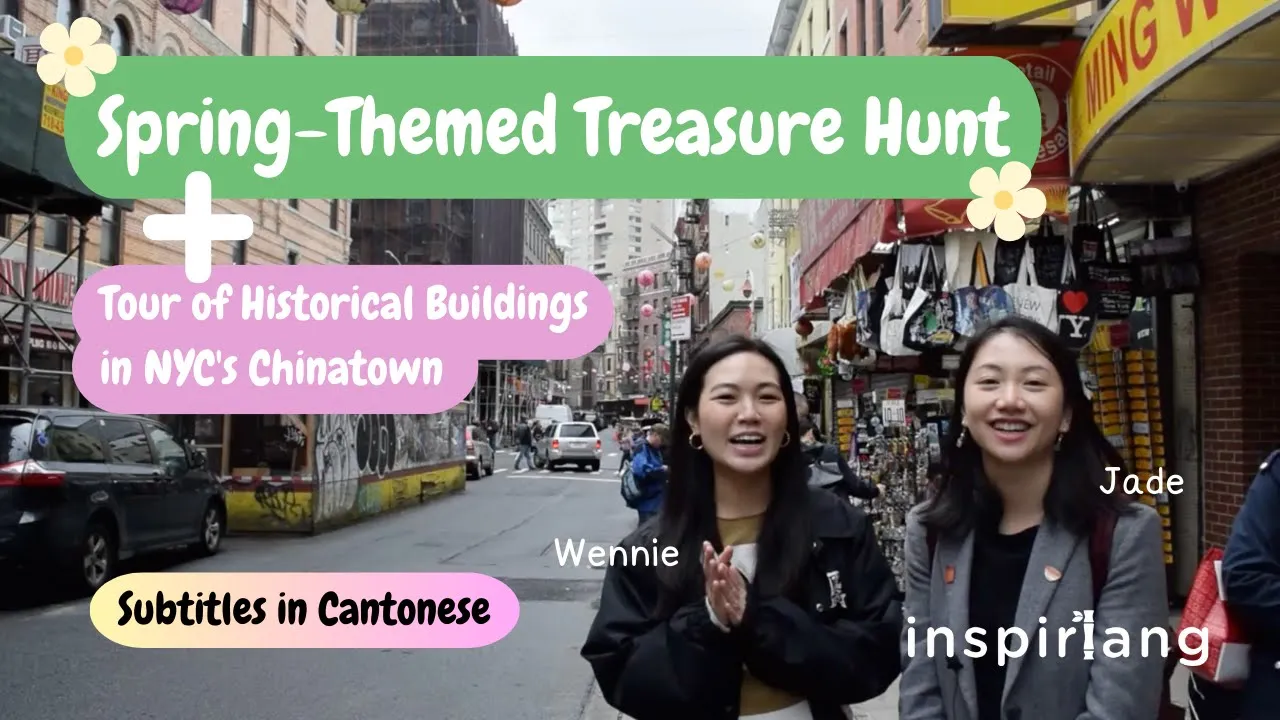 Spring-Themed Treasure Hunt
+
Tour of Historical Buildings
in NYC's Chinatown
MING W
Jade
Wennie
Subtitles in Cantonese
inspirlang